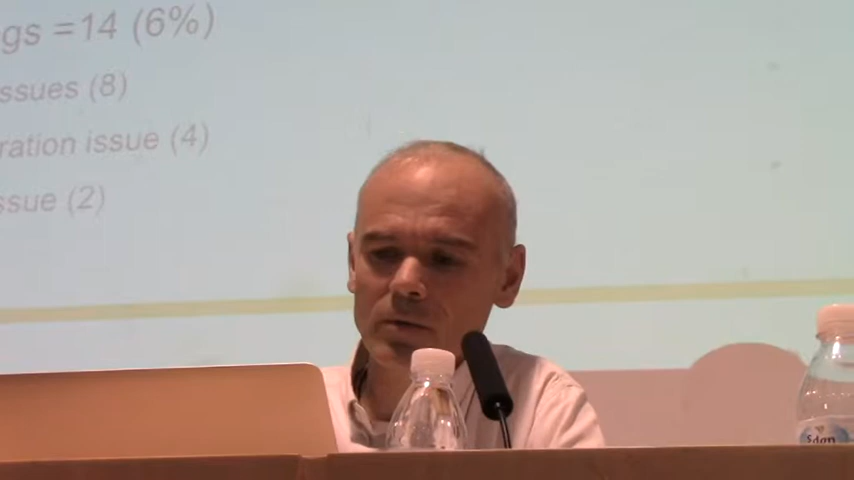 gs =14 (6%)
ssues (8)
ration issue (4)
ssue (2)